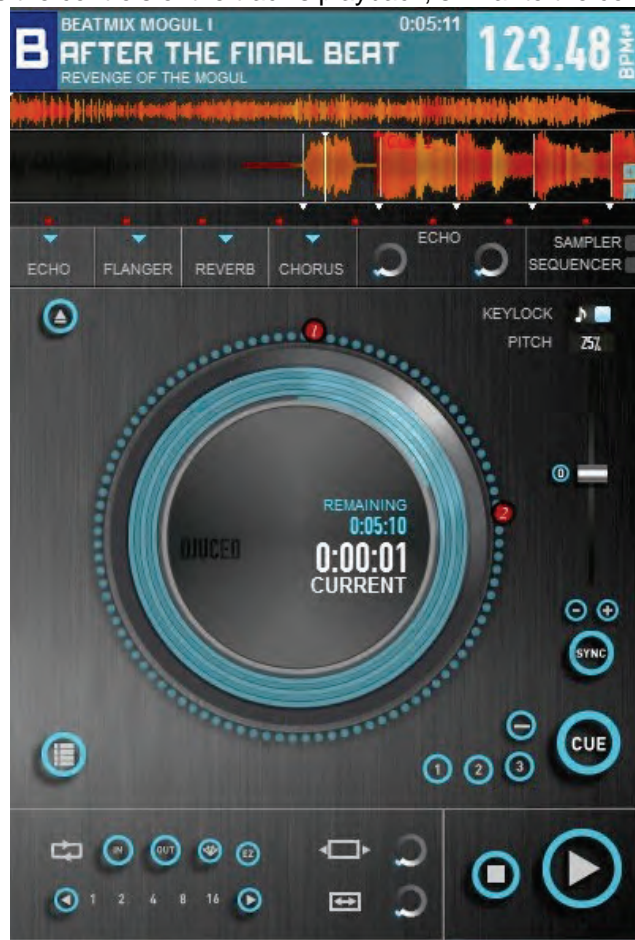 BEATMIX MOGUL I 0:05:11
B AFTER THE FINAL BEAT 123.48 BPM
REVENGE OF THE MOGUL
ECHO FLANGER REVERB CHORUS ECHO SAMPLER
SEQUENCER
KEYLOCK
PITCH 25%
1
0
REMAINING
0:05:10
2
DJUCED
0:00:01
CURRENT
- +
SYNC
CUE
1 2 3
IN OUT EZ
1 2 4 8 16